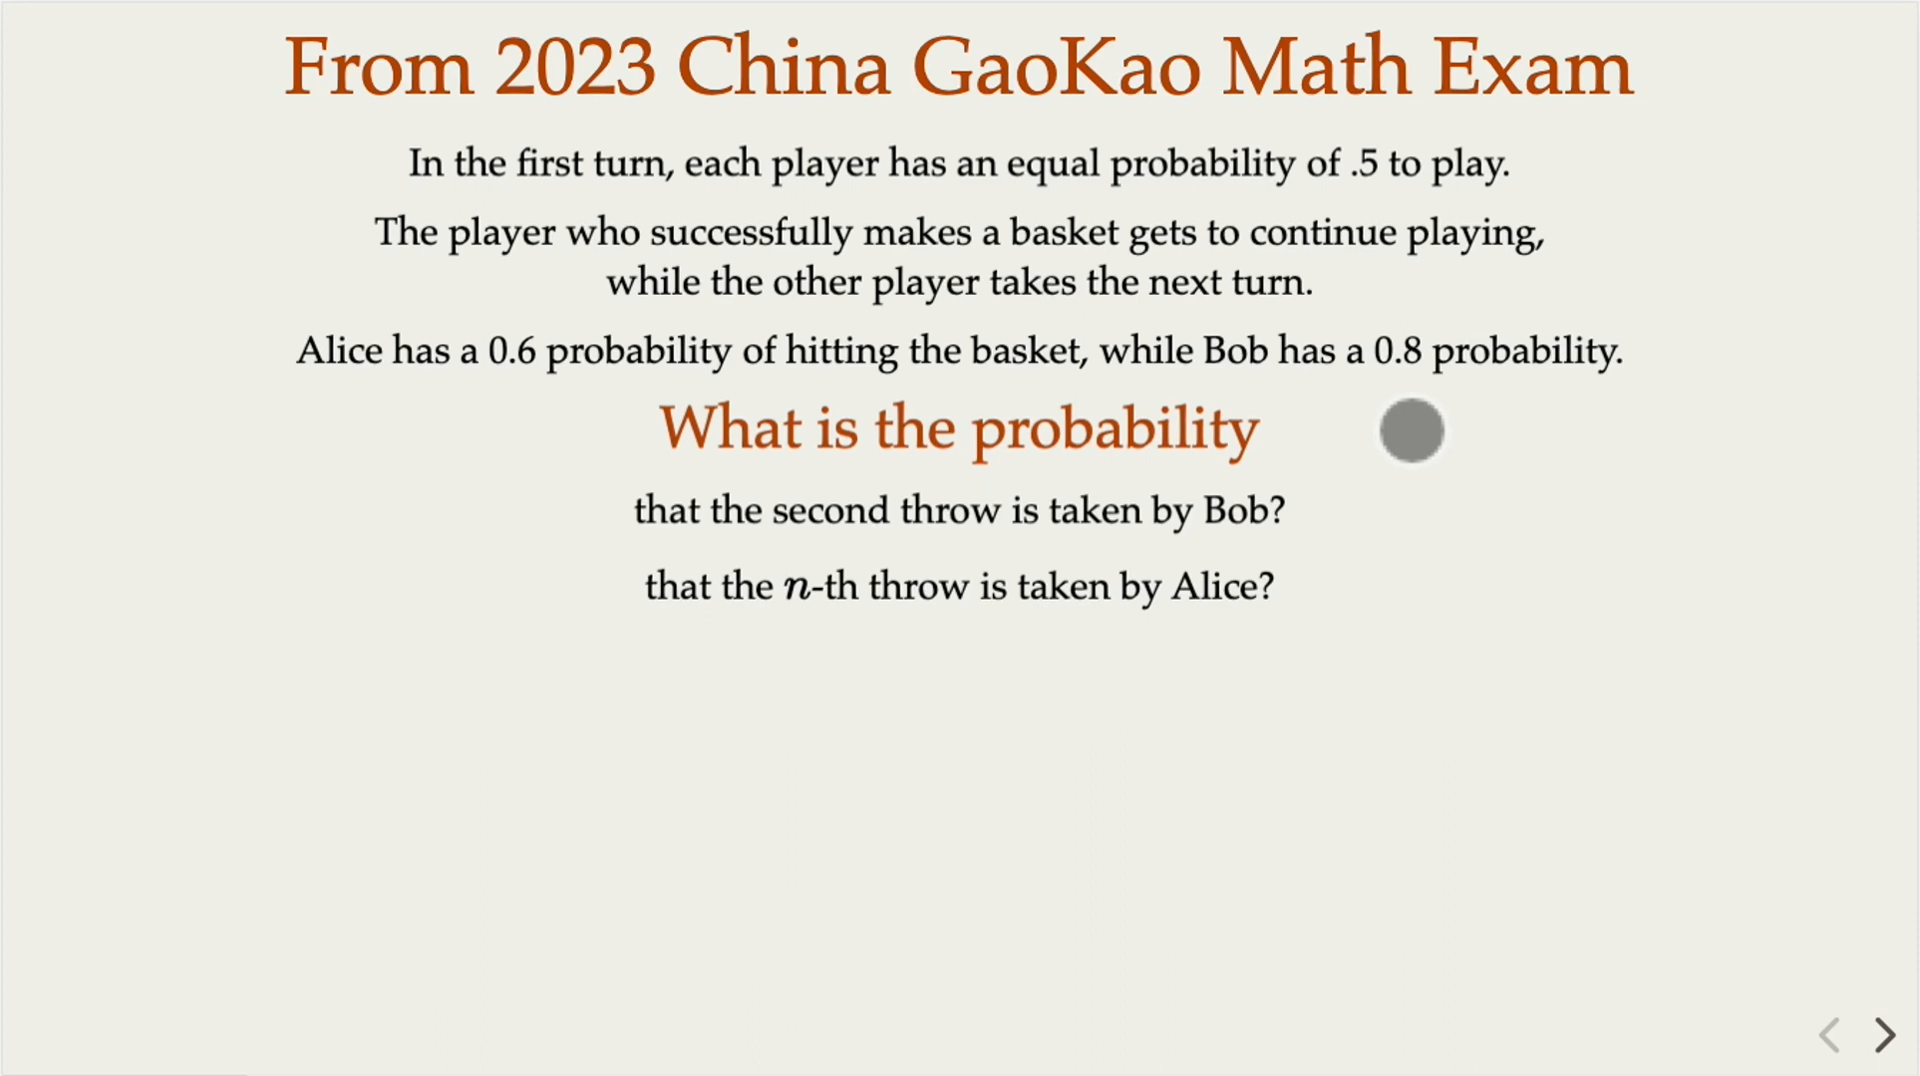 From 2023 China GaoKao Math Exam
In the first turn, each player has an equal probability of .5 to play.
The player who successfully makes a basket gets to continue playing,
while the other player takes the next turn.
Alice has a 0.6 probability of hitting the basket, while Bob has a 0.8 probability.
What is the probability
that the second throw is taken by Bob?
that the n-th throw is taken by Alice?